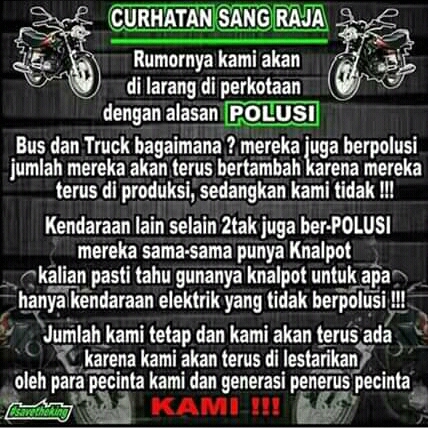 CURHATAN SANG RAJA
Rumornya kami akan
di larang di perkotaan
dengan alasan POLUSI
Bus dan Truck bagaimana ? mereka juga berpolusi
jumlah mereka akan terus bertambah karena mereka
terus di produksi, sedangkan kami tidak !!!
Kendaraan lain selain 2tak juga ber-POLUSI
mereka sama-sama punya Knalpot
kalian pasti tahu gunanya knalpot untuk apa
hanya kendaraan elektrik yang tidak berpolusi !!!
Jumlah kami tetap dan kami akan terus ada
karena kami akan terus di lestarikan
oleh para pecinta kami dan generasi penerus pecinta
KAMI !!!
#savetheking